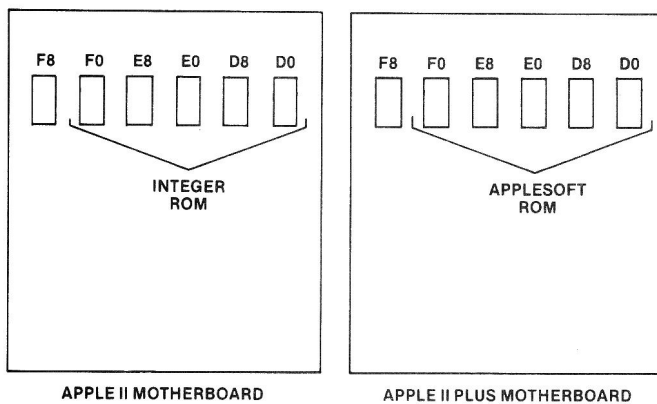 F8 F0 E8 E0 D8 D0
INTEGER
ROM
APPLE II MOTHERBOARD
F8 F0 E8 E0 D8 D0
APPLESOFT
ROM
APPLE II PLUS MOTHERBOARD